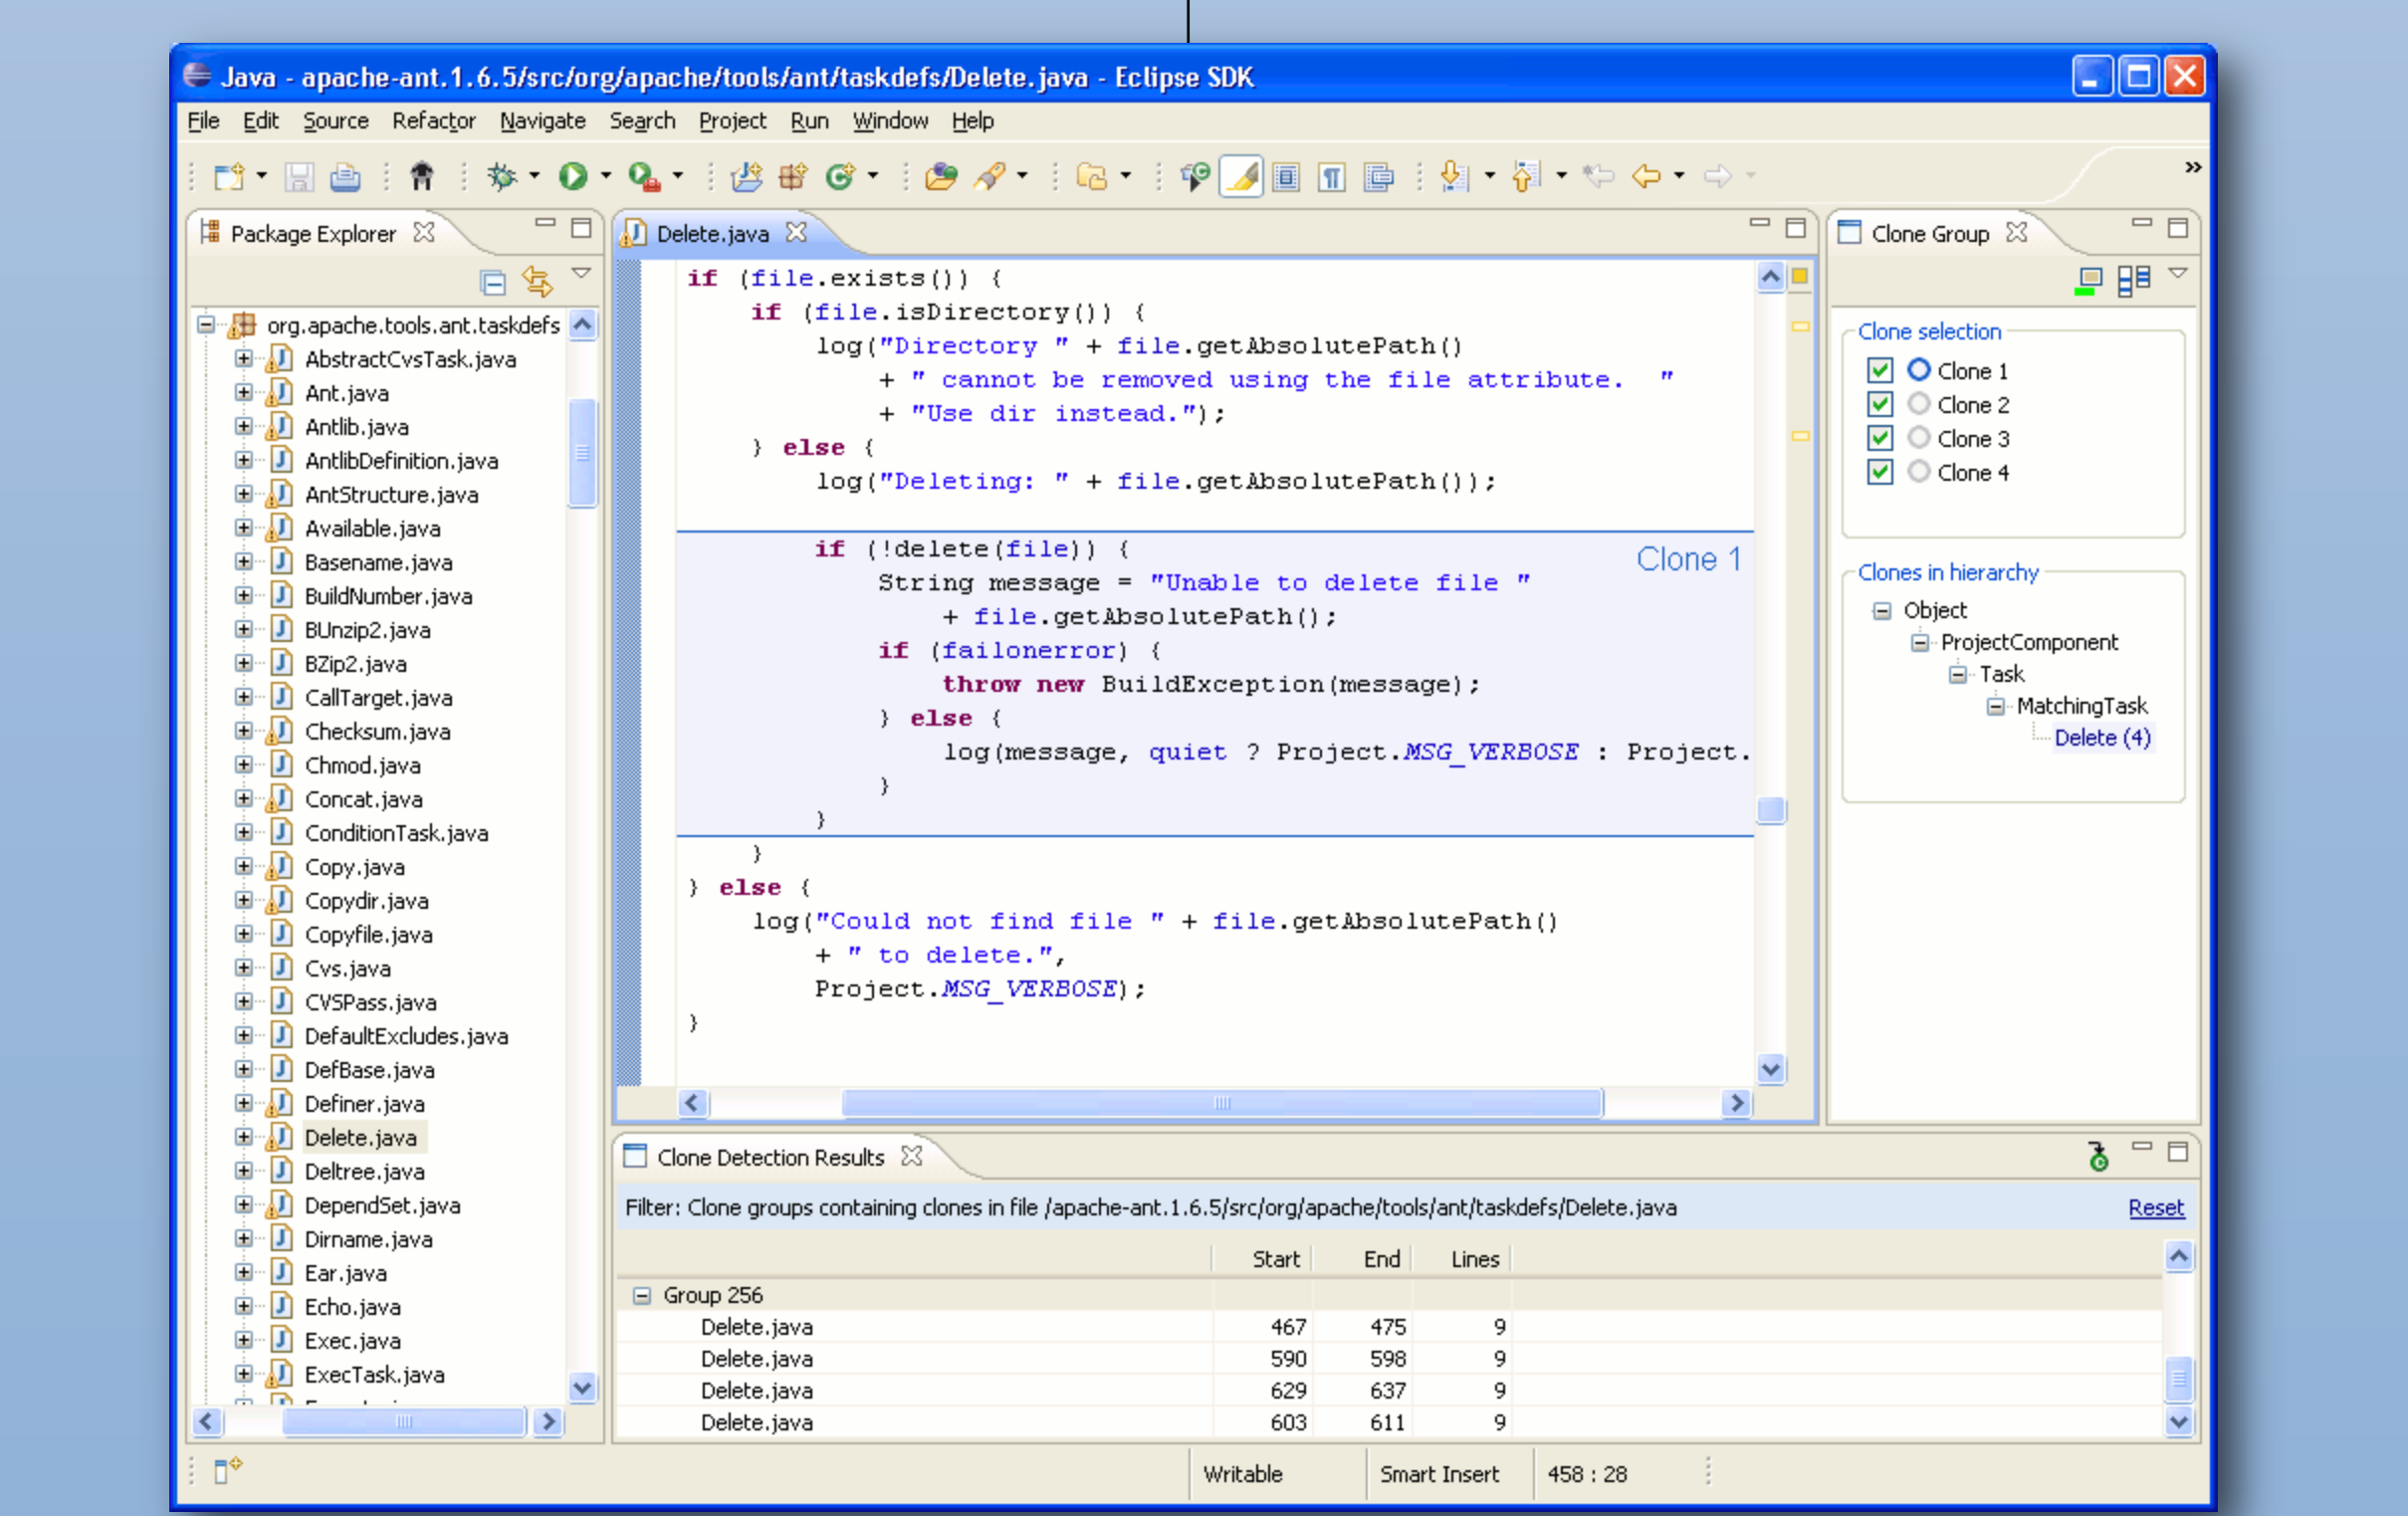 Java - apache-ant.1.6.5/src/org/apache/tools/ant/taskdefs/Delete.java - Eclipse SDK
File Edit Source Refactor Navigate Search Project Run Window Help
Package Explorer
org.apache.tools.ant.taskdefs
AbstractCvsTask.java
Ant.java
Antlib.java
AntlibDefinition.java
AntStructure.java
Available.java
Basename.java
BuildNumber.java
BUnzip2.java
BZip2.java
CallTarget.java
Checksum.java
Chmod.java
Concat.java
ConditionTask.java
Copy.java
Copydir.java
Copyfile.java
Cvs.java
CVSPass.java
DefaultExcludes.java
DefBase.java
Definer.java
Delete.java
Deltree.java
DependSet.java
Dirname.java
Ear.java
Echo.java
Exec.java
ExecTask.java
Delete.java
if (file.exists()) {
if (file.isDirectory()) {
log("Directory " + file.getAbsolutePath()
+ " cannot be removed using the file attribute.  "
+ "Use dir instead.");
} else {
log("Deleting: " + file.getAbsolutePath());
if (!delete(file)) {
Clone 1
String message = "Unable to delete file "
+ file.getAbsolutePath();
if (failonerror) {
throw new BuildException(message);
} else {
log(message, quiet ? Project.MSG_VERBOSE : Project.
}
}
}
} else {
log("Could not find file " + file.getAbsolutePath()
+ " to delete.",
Project.MSG_VERBOSE);
}
Clone Group
Clone selection
Clone 1
Clone 2
Clone 3
Clone 4
Clones in hierarchy
Object
ProjectComponent
Task
MatchingTask
Delete (4)
Clone Detection Results
Filter: Clone groups containing clones in file /apache-ant.1.6.5/src/org/apache/tools/ant/taskdefs/Delete.java Reset
Start End Lines
Group 256
Delete.java 467 475 9
Delete.java 590 598 9
Delete.java 629 637 9
Delete.java 603 611 9
Writable Smart Insert 458 : 28